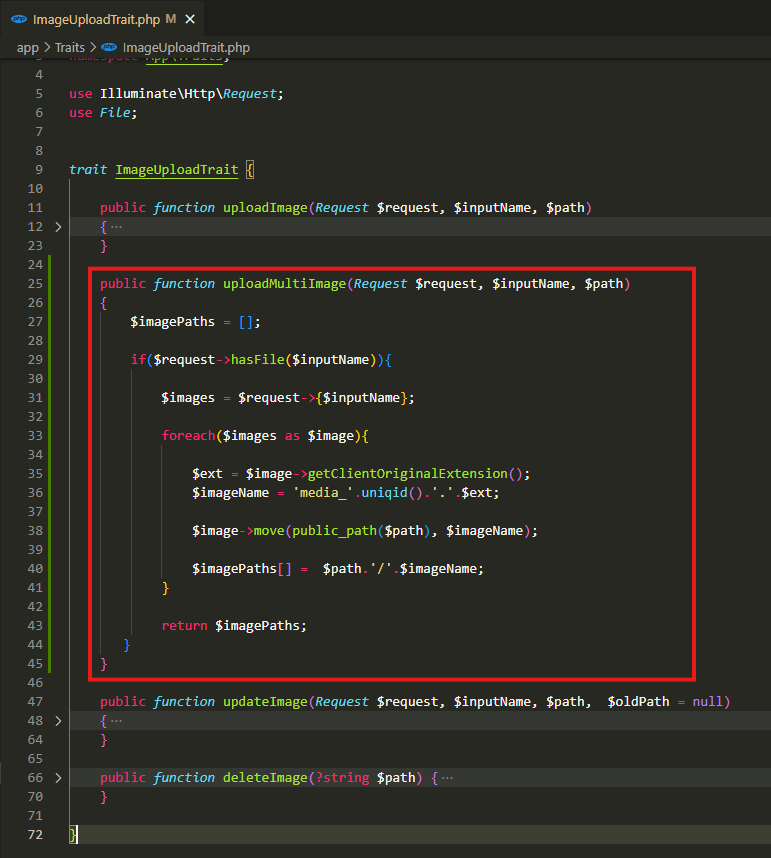 ImageUploadTrait.php M ×
app > Traits > ImageUploadTrait.php
3 namespace App\Traits;
4
5 use Illuminate\Http\Request;
6 use File;
7
8
9 trait ImageUploadTrait {
10
11 public function uploadImage(Request $request, $inputName, $path)
12 > { ···
23 }
24
25 public function uploadMultiImage(Request $request, $inputName, $path)
26 {
27 $imagePaths = [];
28
29 if($request->hasFile($inputName)){
30
31 $images = $request->{$inputName};
32
33 foreach($images as $image){
34
35 $ext = $image->getClientOriginalExtension();
36 $imageName = 'media_'.uniqid().'.'.$ext;
37
38 $image->move(public_path($path), $imageName);
39
40 $imagePaths[] =  $path.'/'.$imageName;
41 }
42
43 return $imagePaths;
44 }
45 }
46
47 public function updateImage(Request $request, $inputName, $path,  $oldPath = null)
48 > { ···
64 }
65
66 > public function deleteImage(?string $path) { ···
70 }
71
72 }